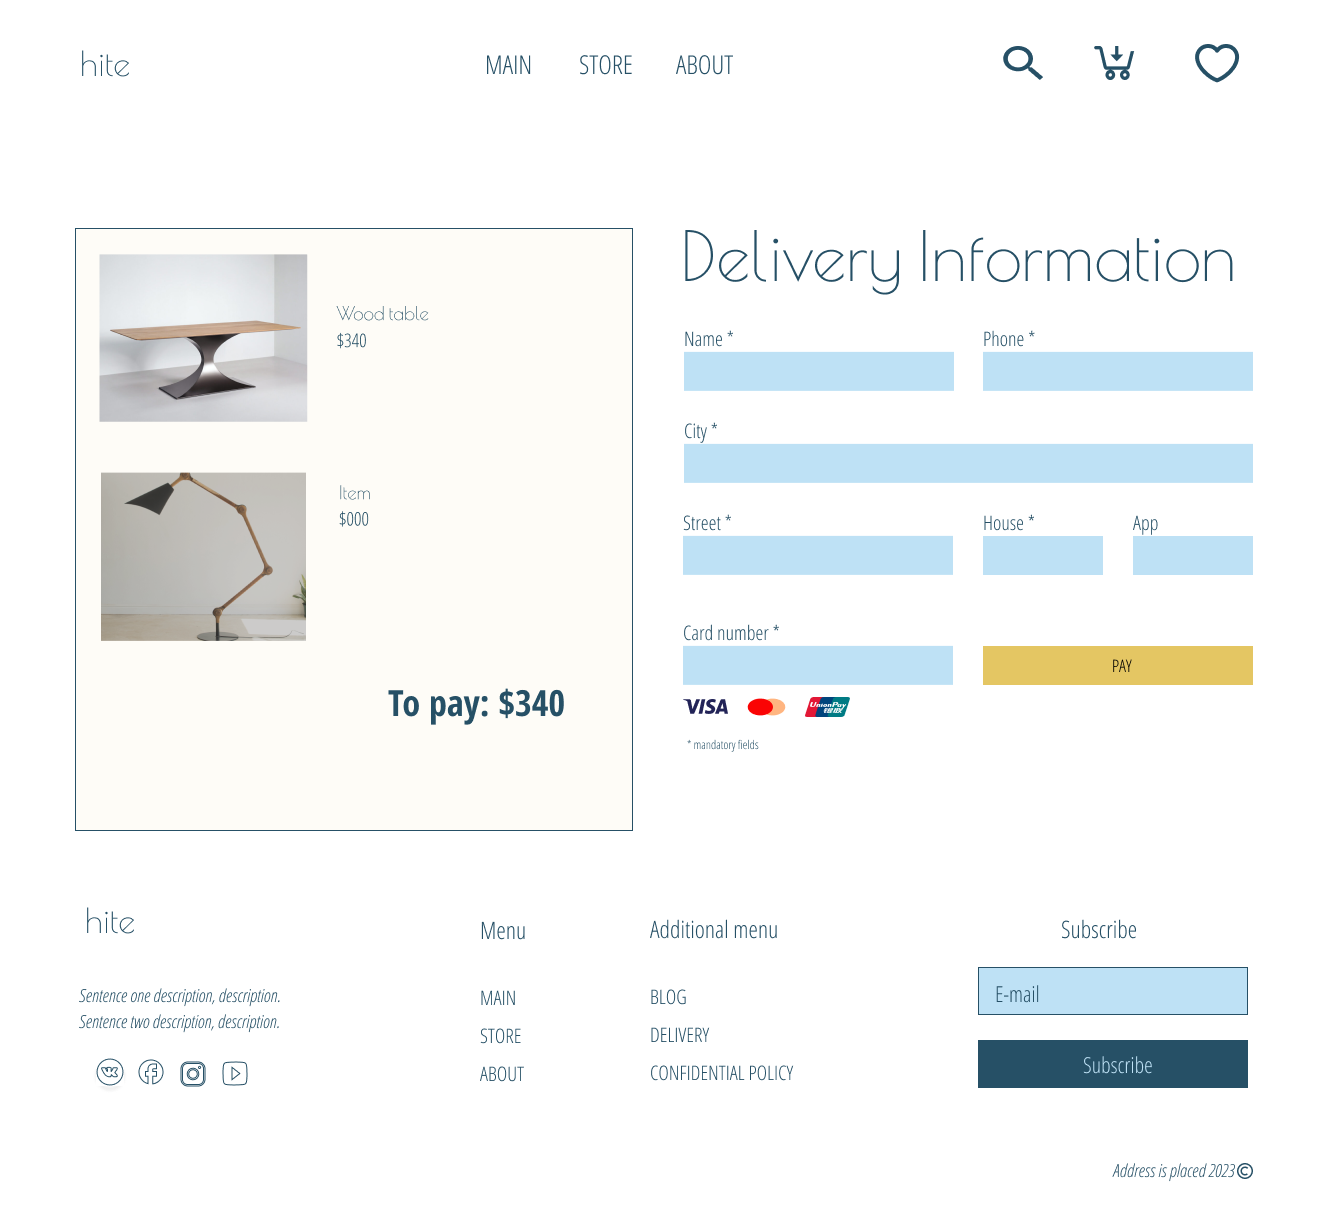 hite
MAIN STORE ABOUT
Wood table
$340
Item
$000
To pay: $340
Delivery Information
Name * Phone *
City *
Street * House * App
Card number *
PAY
VISA UnionPay 银联
* mandatory fields
hite
Sentence one description, description.
Sentence two description, description.
Menu
MAIN
STORE
ABOUT
Additional menu
BLOG
DELIVERY
CONFIDENTIAL POLICY
Subscribe
E-mail
Subscribe
Address is placed 2023 ©